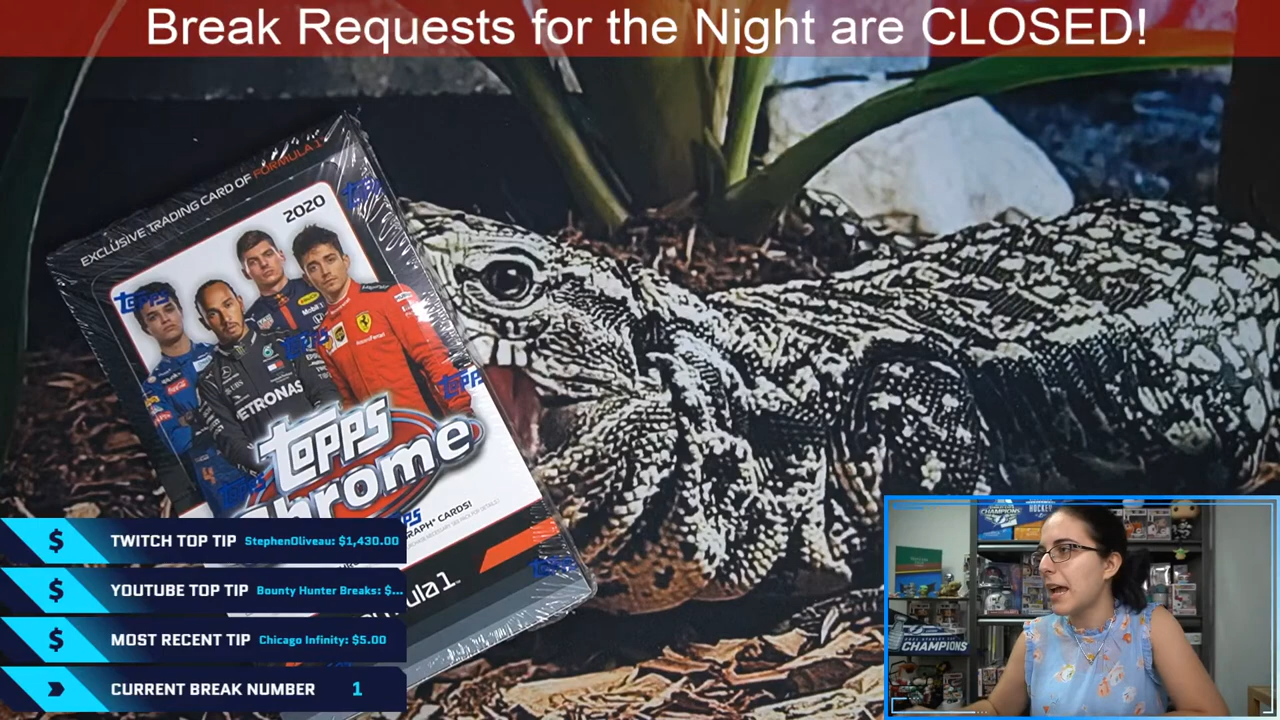 Break Requests for the Night are CLOSED!
EXCLUSIVE TRADING CARD OF FORMULA 1
2020
topps
PETRONAS
topps
Chrome
TWITCH TOP TIP StephenOliveau: $1,430.00
YOUTUBE TOP TIP Bounty Hunter Breaks: $...
MOST RECENT TIP Chicago Infinity: $5.00
CURRENT BREAK NUMBER 1
CHAMPIONS
HOCKEY
CHAMPIONS